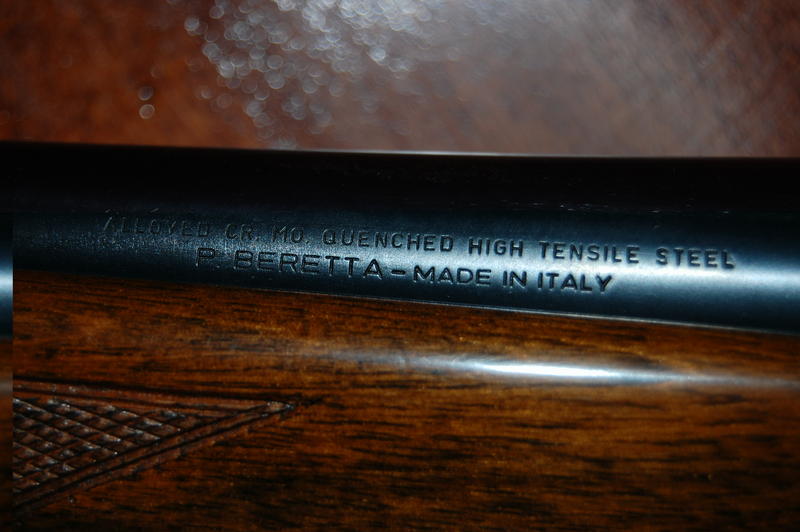 ALLOYED CR. MO. QUENCHED HIGH TENSILE STEEL
P. BERETTA - MADE IN ITALY